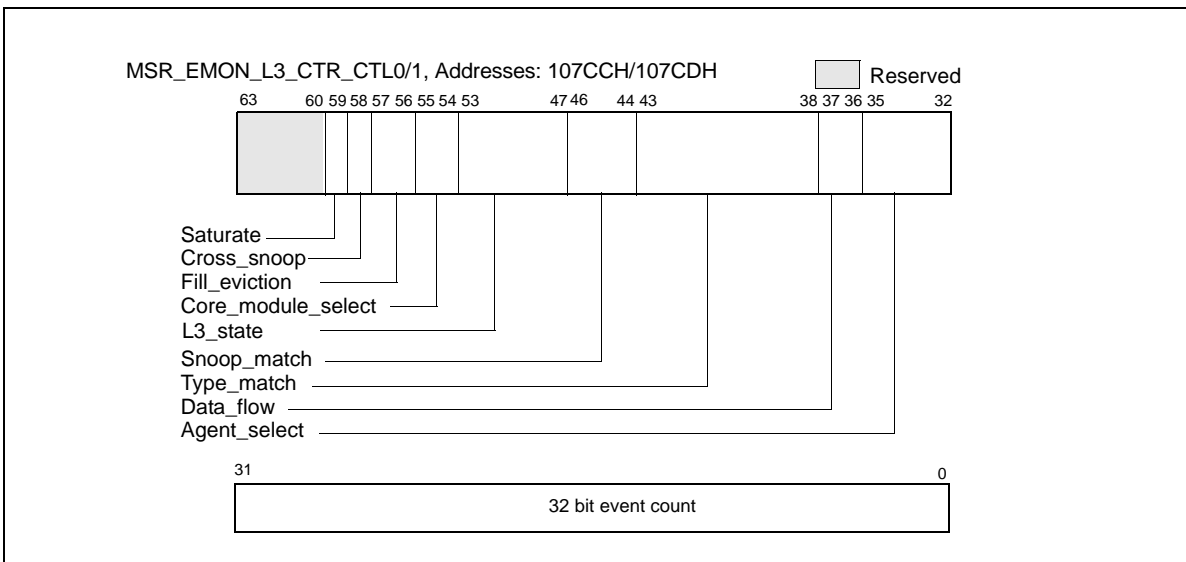 MSR_EMON_L3_CTR_CTL0/1, Addresses: 107CCH/107CDH
Reserved
63 60 59 58 57 56 55 54 53 47 46 44 43 38 37 36 35 32
Saturate
Cross_snoop
Fill_eviction
Core_module_select
L3_state
Snoop_match
Type_match
Data_flow
Agent_select
31 0
32 bit event count